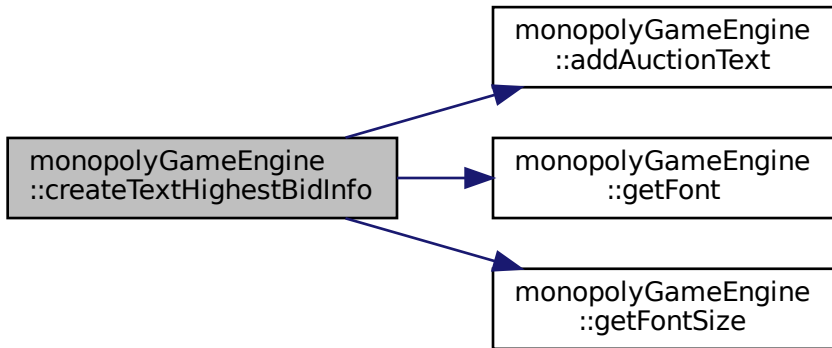 monopolyGameEngine
::addAuctionText
monopolyGameEngine
::createTextHighestBidInfo
monopolyGameEngine
::getFont
monopolyGameEngine
::getFontSize